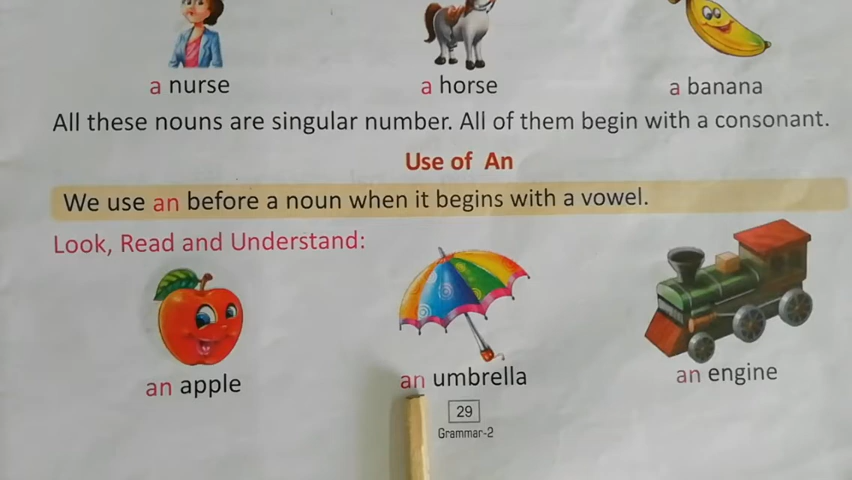 a nurse a horse a banana
All these nouns are singular number. All of them begin with a consonant.
Use of An
We use an before a noun when it begins with a vowel.
Look, Read and Understand:
an apple an umbrella an engine
29
Grammar-2